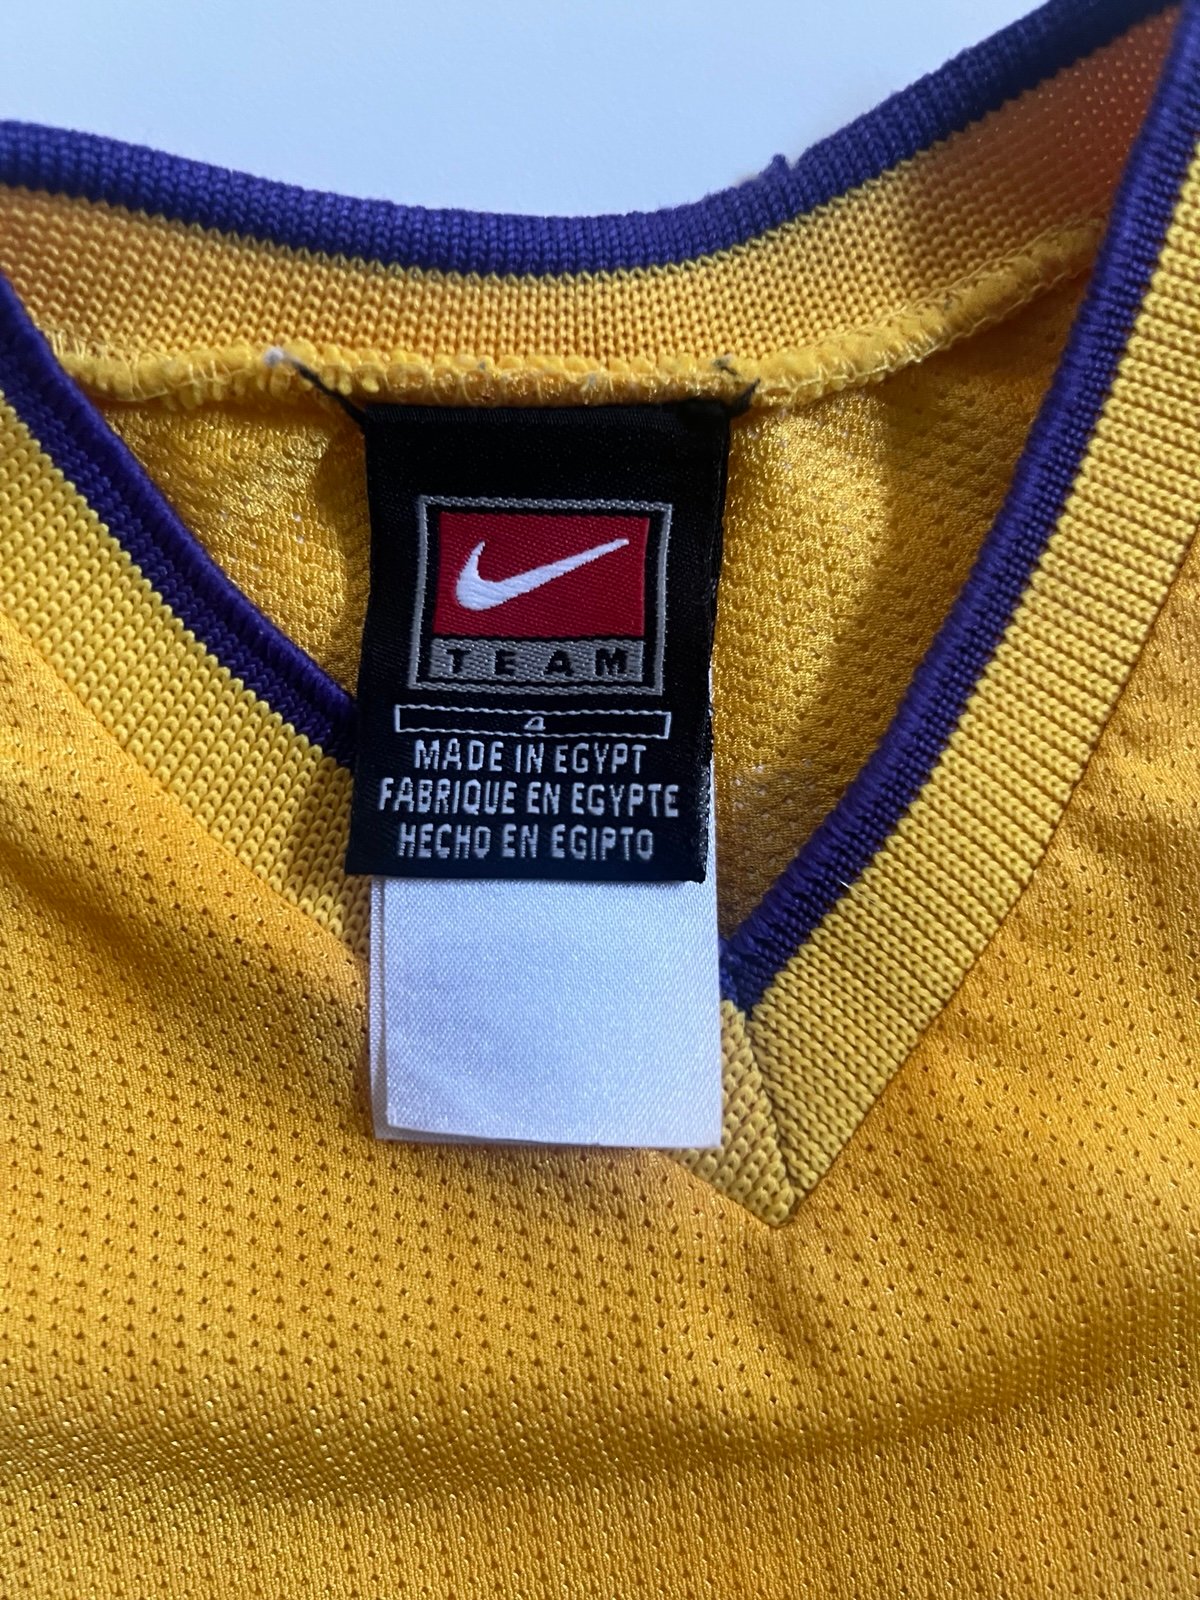 TEAM
4
MADE IN EGYPT
FABRIQUE EN EGYPTE
HECHO EN EGIPTO